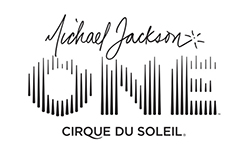 Michael Jackson
ONE
CIRQUE DU SOLEIL®